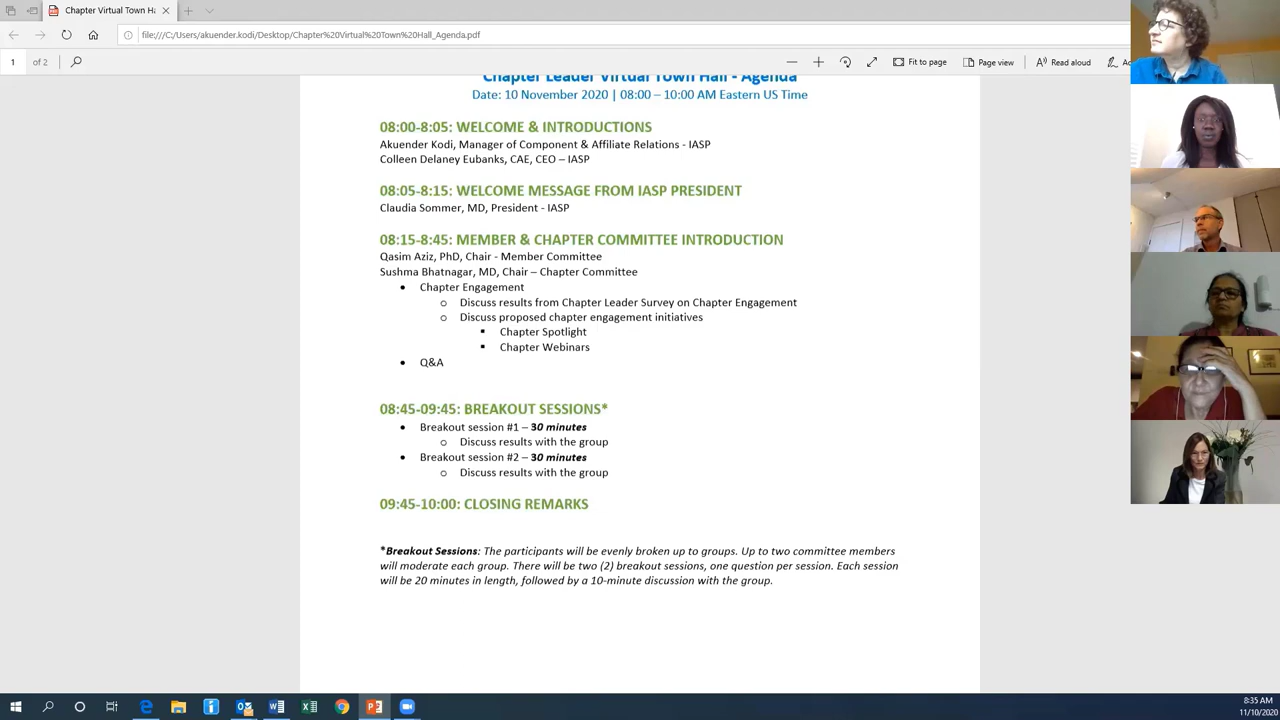 Chapter Virtual Town Ha
file:///C:/Users/akuender.kodi/Desktop/Chapter%20Virtual%20Town%20Hall_Agenda.pdf
1 of 2
Fit to page
Page view
Read aloud
Chapter Leader Virtual Town Hall - Agenda
Date: 10 November 2020 | 08:00 – 10:00 AM Eastern US Time
08:00-8:05: WELCOME & INTRODUCTIONS
Akuender Kodi, Manager of Component & Affiliate Relations - IASP
Colleen Delaney Eubanks, CAE, CEO – IASP
08:05-8:15: WELCOME MESSAGE FROM IASP PRESIDENT
Claudia Sommer, MD, President - IASP
08:15-8:45: MEMBER & CHAPTER COMMITTEE INTRODUCTION
Qasim Aziz, PhD, Chair - Member Committee
Sushma Bhatnagar, MD, Chair – Chapter Committee
• Chapter Engagement
o Discuss results from Chapter Leader Survey on Chapter Engagement
o Discuss proposed chapter engagement initiatives
▪ Chapter Spotlight
▪ Chapter Webinars
• Q&A
08:45-09:45: BREAKOUT SESSIONS*
• Breakout session #1 – 30 minutes
o Discuss results with the group
• Breakout session #2 – 30 minutes
o Discuss results with the group
09:45-10:00: CLOSING REMARKS
*Breakout Sessions: The participants will be evenly broken up to groups. Up to two committee members
will moderate each group. There will be two (2) breakout sessions, one question per session. Each session
will be 20 minutes in length, followed by a 10-minute discussion with the group.
8:35 AM
11/10/2020